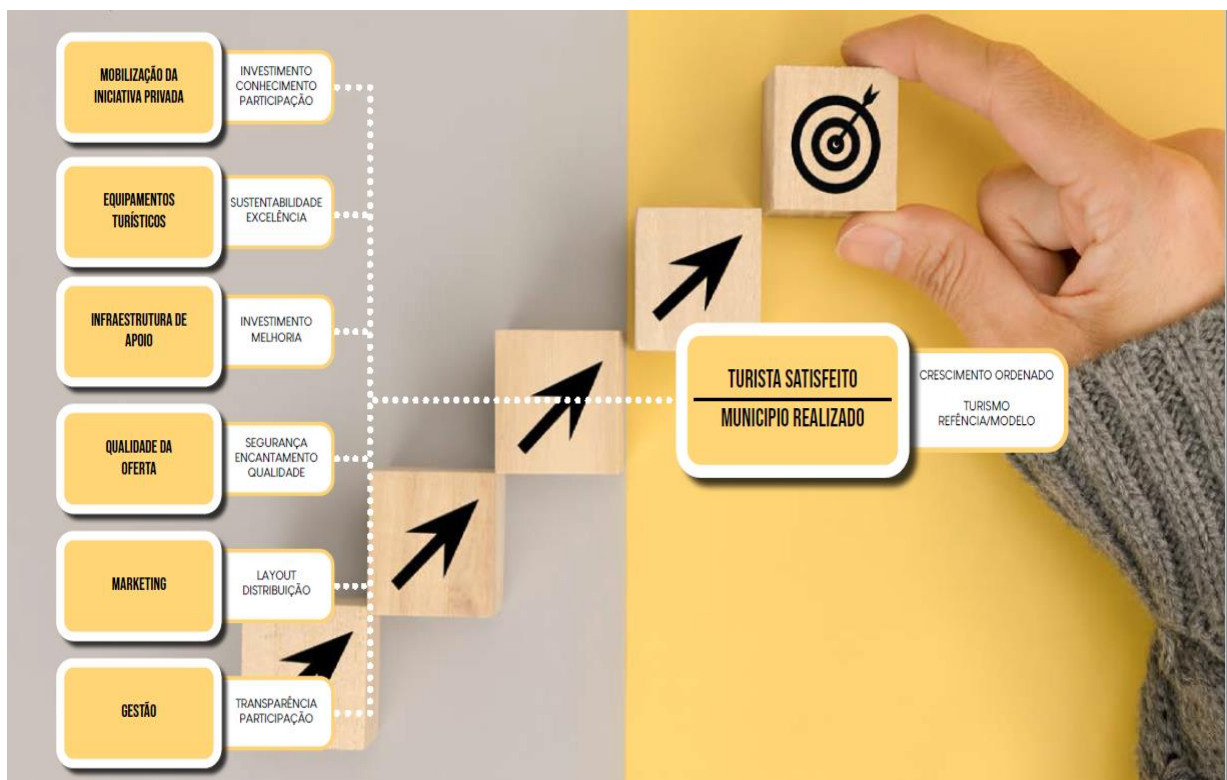 MOBILIZAÇÃO DA
INICIATIVA PRIVADA
INVESTIMENTO
CONHECIMENTO
PARTICIPAÇÃO
EQUIPAMENTOS
TURÍSTICOS
SUSTENTABILIDADE
EXCELÊNCIA
INFRAESTRUTURA DE
APOIO
INVESTIMENTO
MELHORIA
QUALIDADE DA
OFERTA
SEGURANÇA
ENCANTAMENTO
QUALIDADE
MARKETING
LAYOUT
DISTRIBUIÇÃO
GESTÃO
TRANSPARÊNCIA
PARTICIPAÇÃO
TURISTA SATISFEITO
MUNICIPIO REALIZADO
CRESCIMENTO ORDENADO
TURISMO
REFÊNCIA/MODELO